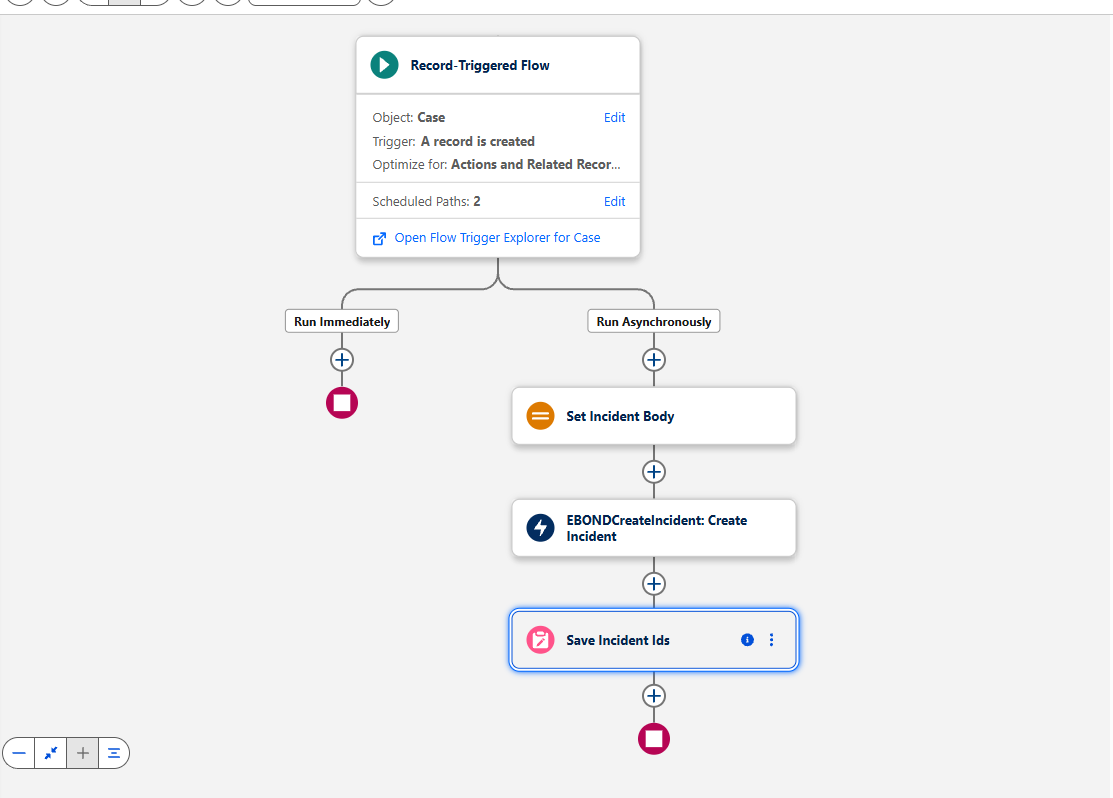 Record-Triggered Flow
Object: Case Edit
Trigger: A record is created
Optimize for: Actions and Related Recor...
Scheduled Paths: 2 Edit
Open Flow Trigger Explorer for Case
Run Immediately
Run Asynchronously
Set Incident Body
EBONDCreateIncident: Create
Incident
Save Incident Ids